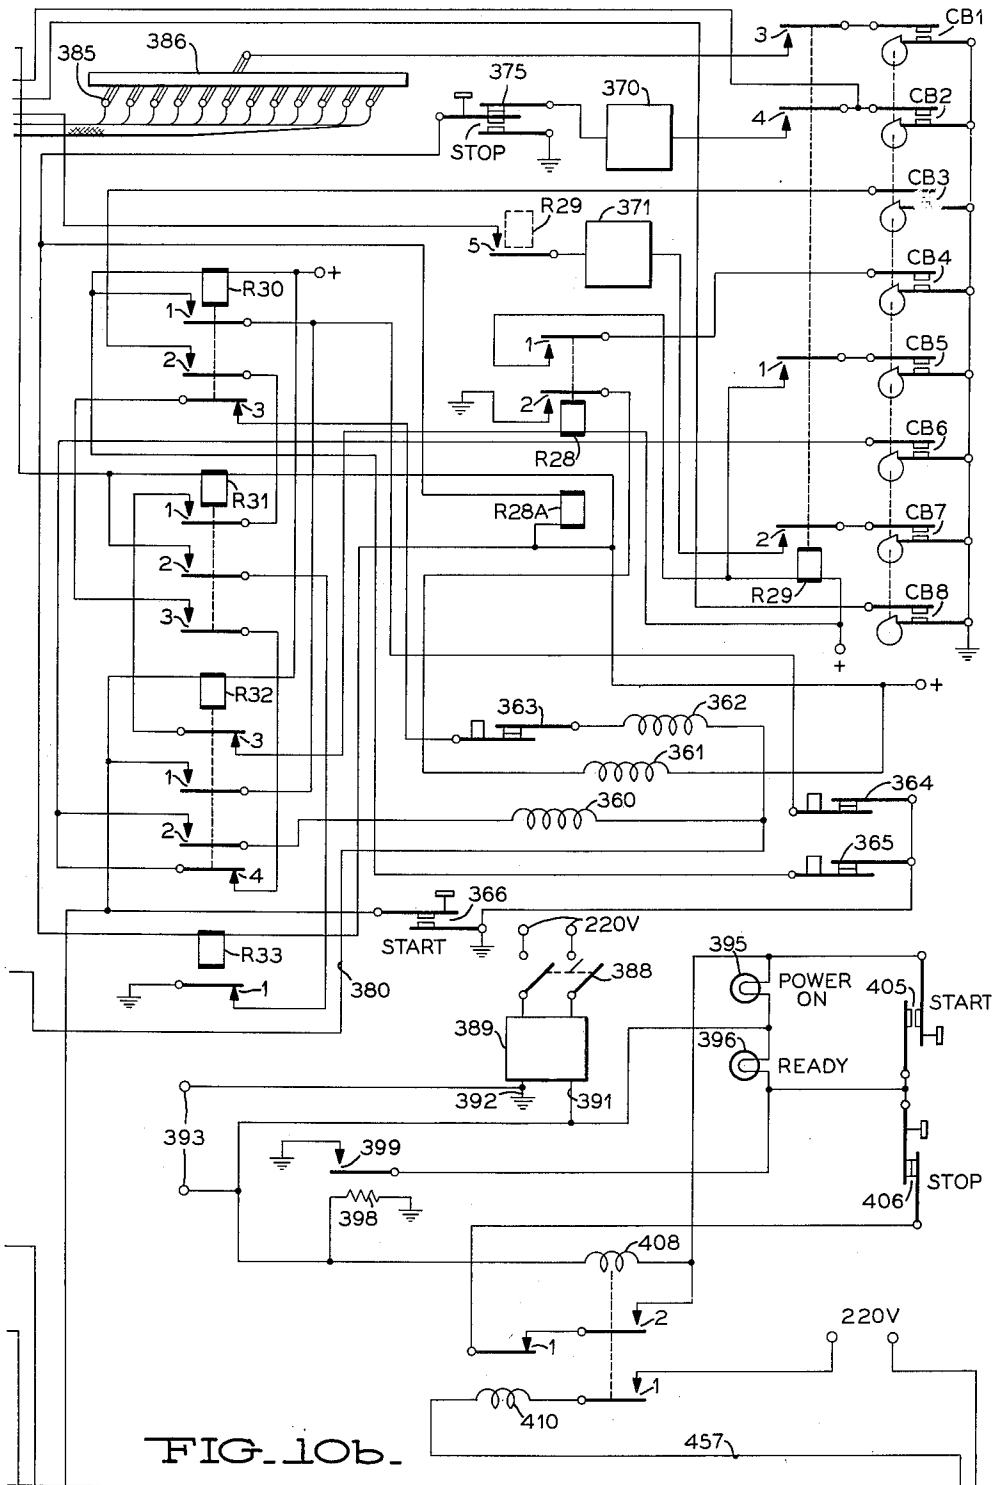 CB1
3
386
385
375
370
CB2
4
STOP
CB3
R29
371
5
CB4
R30
1
1
CB5
1
2
3
2
R28
CB6
R31
1
R28A
CB7
2
2
R29
CB8
3
+
+
+
R32
363
362
3
361
1
360
364
2
365
4
366
START
220V
R33
395
POWER
ON
388
405
START
1
380
389
396
READY
392
391
393
399
406
STOP
398
408
2
220V
1
1
410
457
FIG_10b_